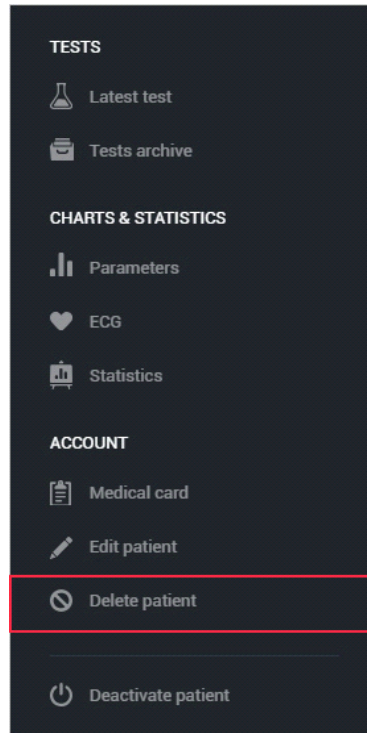 TESTS
Latest test
Tests archive
CHARTS & STATISTICS
Parameters
ECG
Statistics
ACCOUNT
Medical card
Edit patient
Delete patient
Deactivate patient